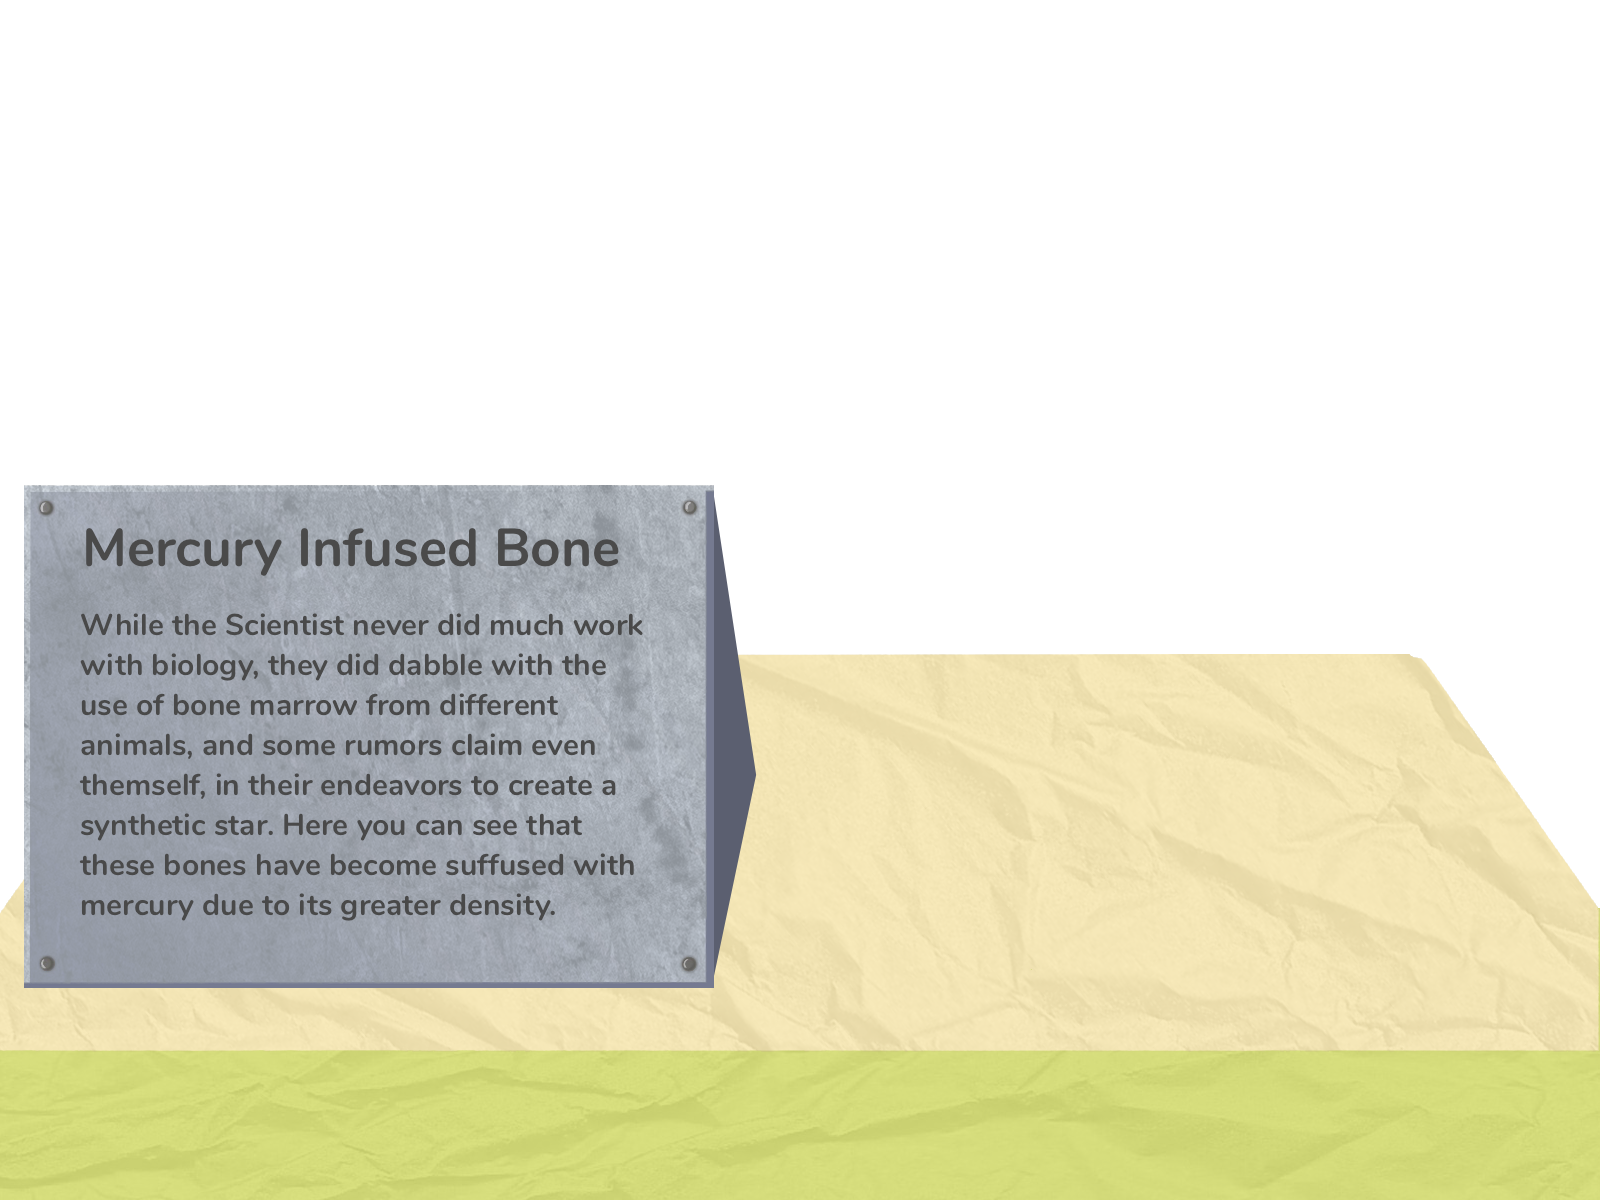 Mercury Infused Bone
While the Scientist never did much work
with biology, they did dabble with the
use of bone marrow from different
animals, and some rumors claim even
themself, in their endeavors to create a
synthetic star. Here you can see that
these bones have become suffused with
mercury due to its greater density.